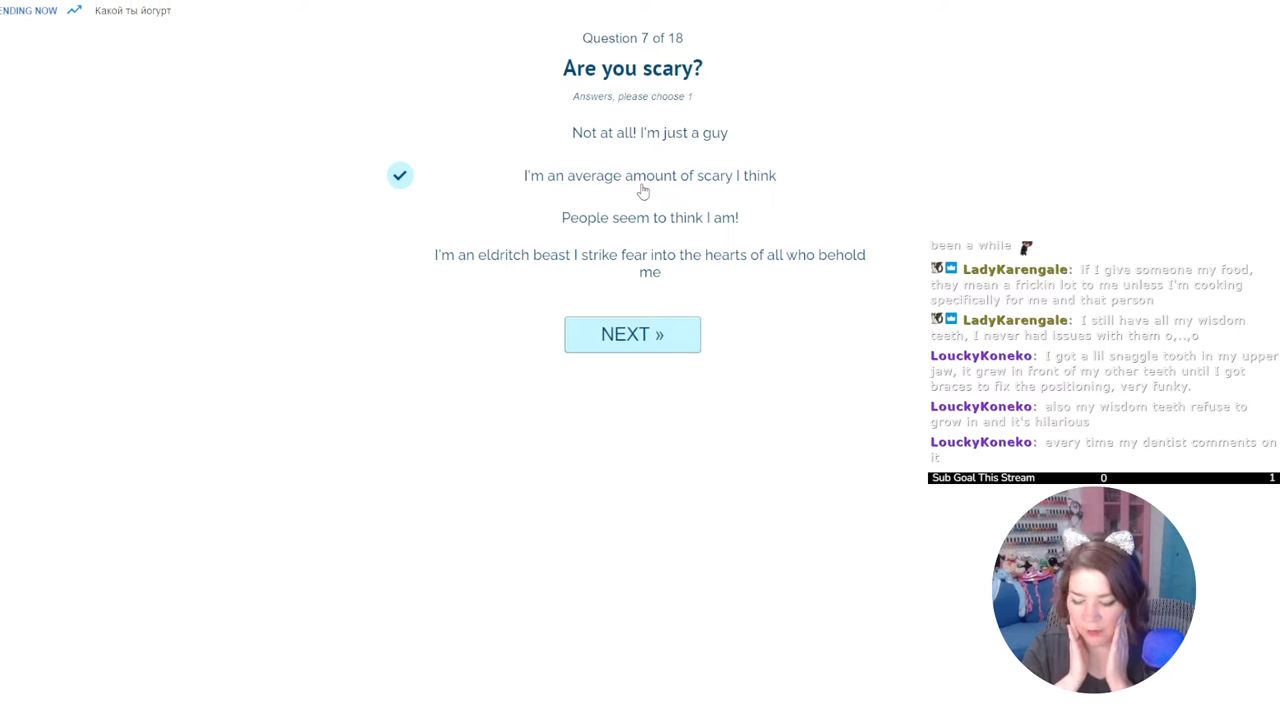 ENDING NOW Какой ты йогурт
Question 7 of 18
Are you scary?
Answers, please choose 1
Not at all! I'm just a guy
I'm an average amount of scary I think
People seem to think I am!
I'm an eldritch beast I strike fear into the hearts of all who behold
me
NEXT »
been a while
LadyKarengale: if I give someone my food,
they mean a frickin lot to me unless I'm cooking
specifically for me and that person
LadyKarengale: I still have all my wisdom
teeth, I never had issues with them o,..,o
LouckyKoneko: I got a lil snaggle tooth in my upper
jaw, it grew in front of my other teeth until I got
braces to fix the positioning, very funky.
LouckyKoneko: also my wisdom teeth refuse to
grow in and it's hilarious
LouckyKoneko: every time my dentist comments on
it
Sub Goal This Stream 0 1